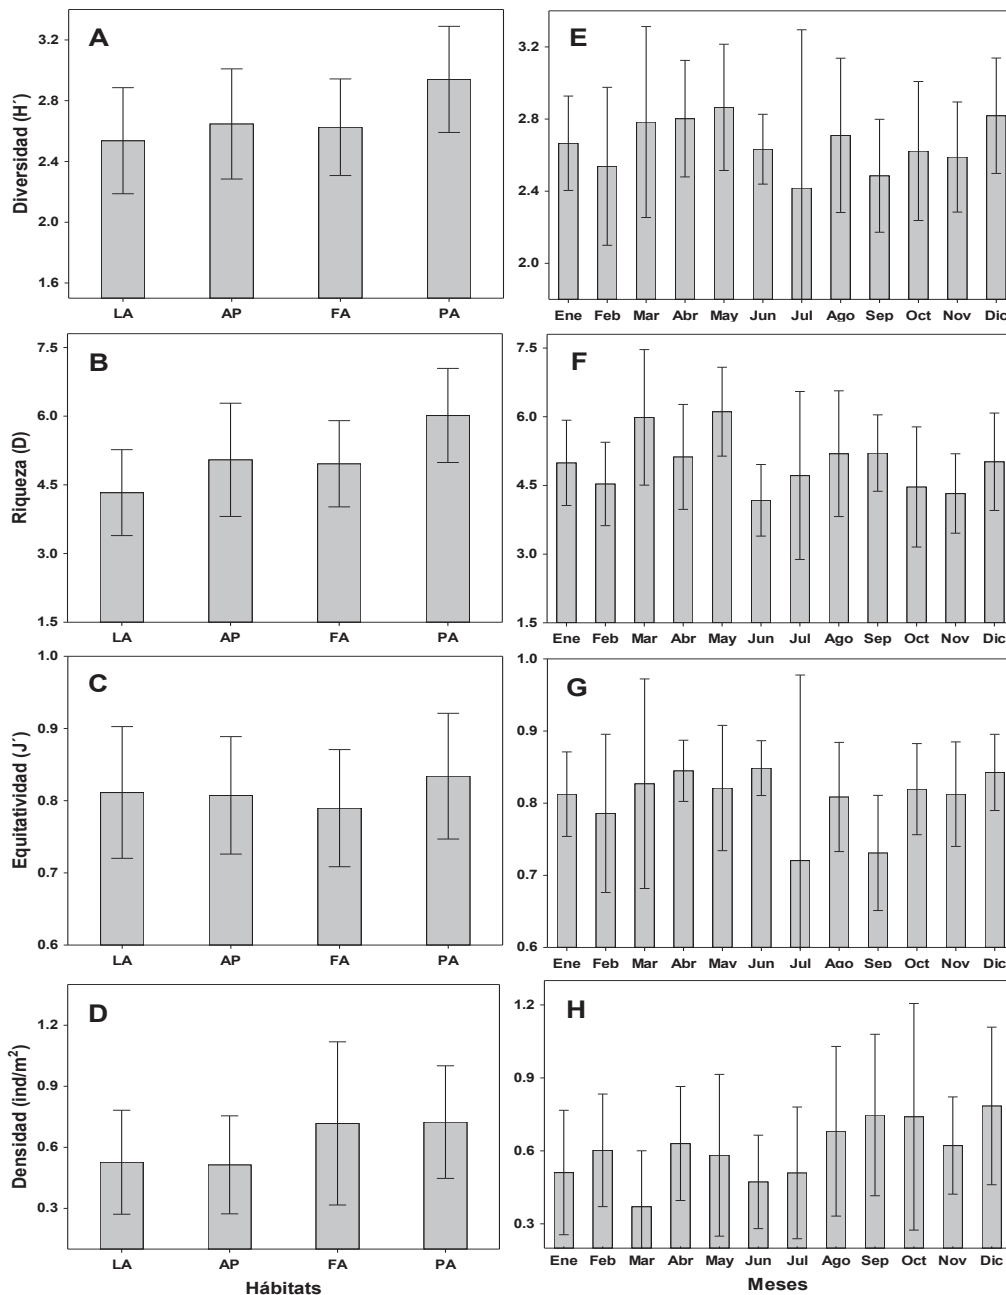 A
Diversidad (H´)
3.2
2.8
2.4
2.0
1.6
LA AP FA PA
E
3.2
2.8
2.4
2.0
Ene Feb Mar Abr May Jun Jul Ago Sep Oct Nov Dic
B
Riqueza (D)
7.5
6.0
4.5
3.0
1.5
LA AP FA PA
F
7.5
6.0
4.5
3.0
1.5
Ene Feb Mar Abr May Jun Jul Ago Sep Oct Nov Dic
C
Equitatividad (J´)
1.0
0.9
0.8
0.7
0.6
LA AP FA PA
G
1.0
0.9
0.8
0.7
0.6
Ene Feb Mar Abr May Jun Jul Ago Sep Oct Nov Dic
D
Densidad (ind/m²)
1.2
0.9
0.6
0.3
LA AP FA PA
Hábitats
H
1.2
0.9
0.6
0.3
Ene Feb Mar Abr May Jun Jul Ago Sep Oct Nov Dic
Meses